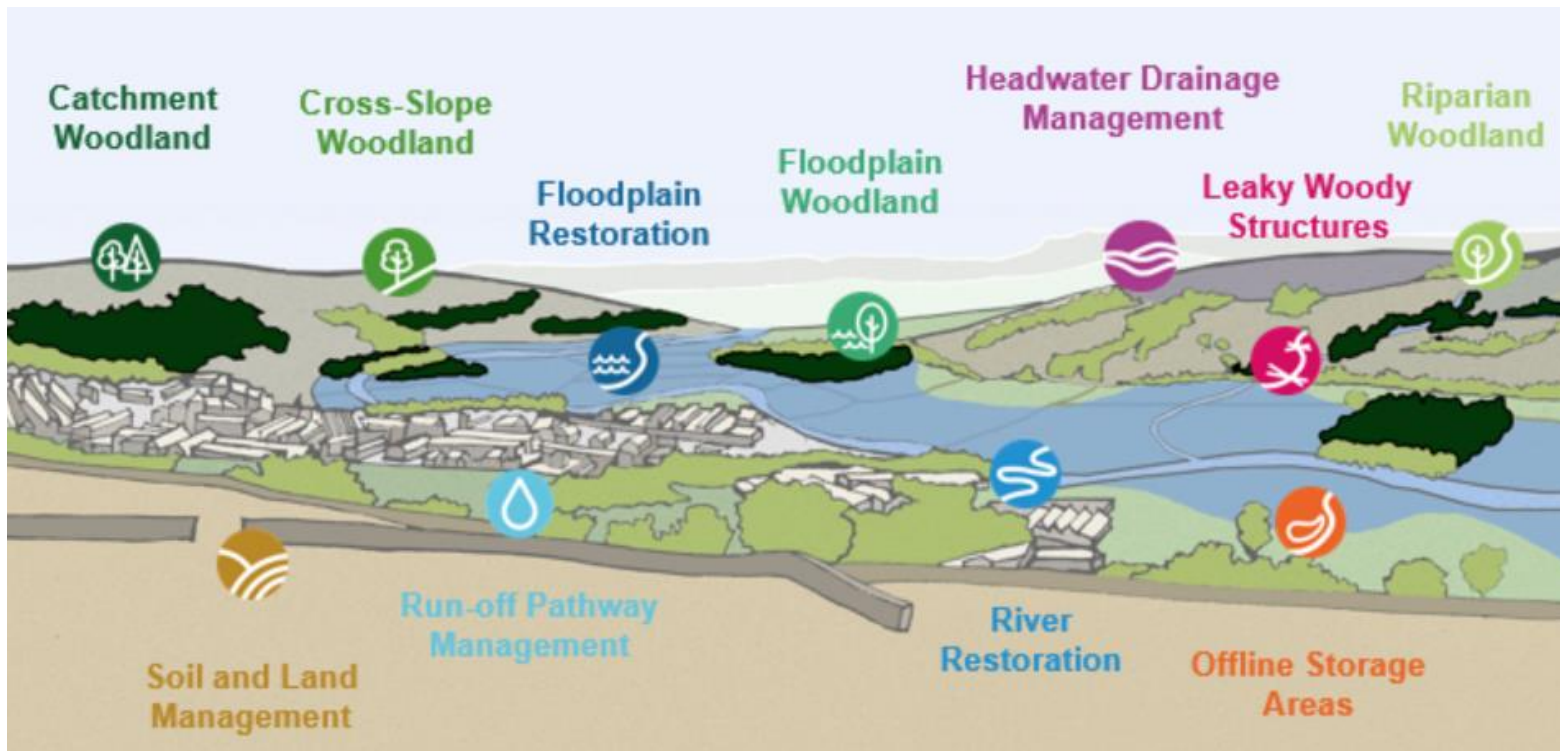 Catchment
Woodland
Cross-Slope
Woodland
Floodplain
Restoration
Floodplain
Woodland
Headwater Drainage
Management
Leaky Woody
Structures
Riparian
Woodland
Soil and Land
Management
Run-off Pathway
Management
River
Restoration
Offline Storage
Areas